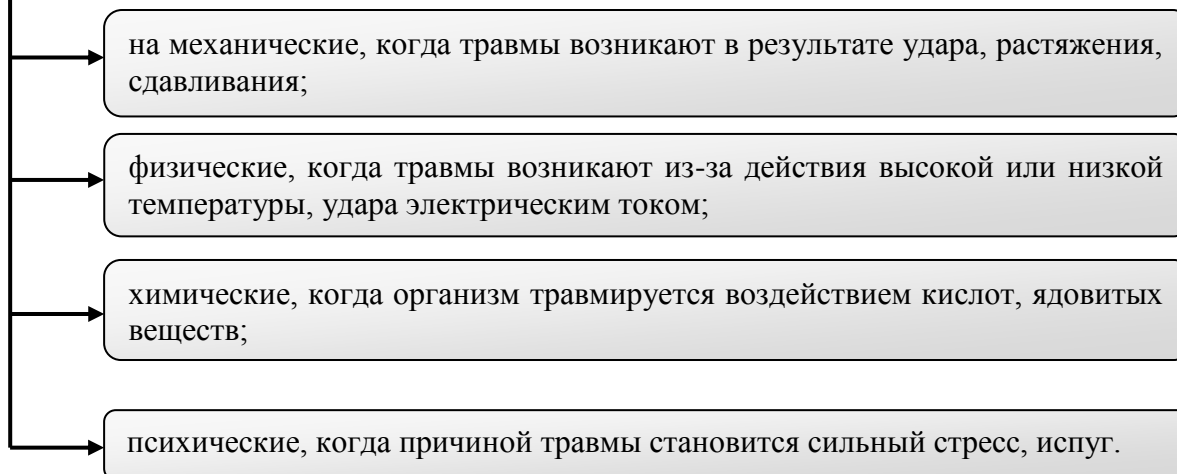 на механические, когда травмы возникают в результате удара, растяжения,
сдавливания;
физические, когда травмы возникают из-за действия высокой или низкой
температуры, удара электрическим током;
химические, когда организм травмируется воздействием кислот, ядовитых
веществ;
психические, когда причиной травмы становится сильный стресс, испуг.